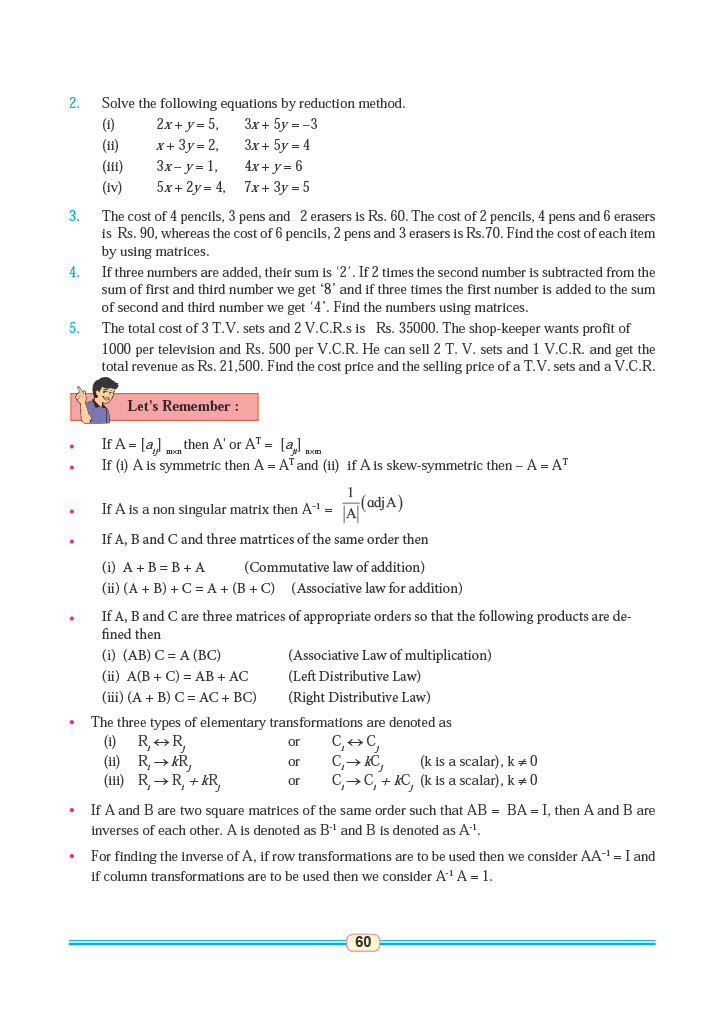 2. Solve the following equations by reduction method.
(i) 2x + y = 5, 3x + 5y = –3
(ii) x + 3y = 2, 3x + 5y = 4
(iii) 3x – y = 1, 4x + y = 6
(iv) 5x + 2y = 4, 7x + 3y = 5
3. The cost of 4 pencils, 3 pens and 2 erasers is Rs. 60. The cost of 2 pencils, 4 pens and 6 erasers
is Rs. 90, whereas the cost of 6 pencils, 2 pens and 3 erasers is Rs.70. Find the cost of each item
by using matrices.
4. If three numbers are added, their sum is ‘2’. If 2 times the second number is subtracted from the
sum of first and third number we get ‘8’ and if three times the first number is added to the sum
of second and third number we get ‘4’. Find the numbers using matrices.
5. The total cost of 3 T.V. sets and 2 V.C.R.s is Rs. 35000. The shop-keeper wants profit of
1000 per television and Rs. 500 per V.C.R. He can sell 2 T. V. sets and 1 V.C.R. and get the
total revenue as Rs. 21,500. Find the cost price and the selling price of a T.V. sets and a V.C.R.
Let's Remember :
• If A = [a_ij]_m×n then A' or A^T = [a_ji]_n×m
• If (i) A is symmetric then A = A^T and (ii) if A is skew-symmetric then – A = A^T
• If A is a non singular matrix then A^–1 = 1/|A| (adjA)
• If A, B and C and three matrtices of the same order then
(i) A + B = B + A (Commutative law of addition)
(ii) (A + B) + C = A + (B + C) (Associative law for addition)
• If A, B and C are three matrices of appropriate orders so that the following products are de-
fined then
(i) (AB) C = A (BC) (Associative Law of multiplication)
(ii) A(B + C) = AB + AC (Left Distributive Law)
(iii) (A + B) C = AC + BC) (Right Distributive Law)
• The three types of elementary transformations are denoted as
(i) R_i ↔ R_j or C_i ↔ C_j
(ii) R_i → kR_j or C_i → kC_j (k is a scalar), k ≠ 0
(iii) R_i → R_i + kR_j or C_i → C_i + kC_j (k is a scalar), k ≠ 0
• If A and B are two square matrices of the same order such that AB = BA = I, then A and B are
inverses of each other. A is denoted as B^-1 and B is denoted as A^-1.
• For finding the inverse of A, if row transformations are to be used then we consider AA^–1 = I and
if column transformations are to be used then we consider A^-1 A = 1.
60